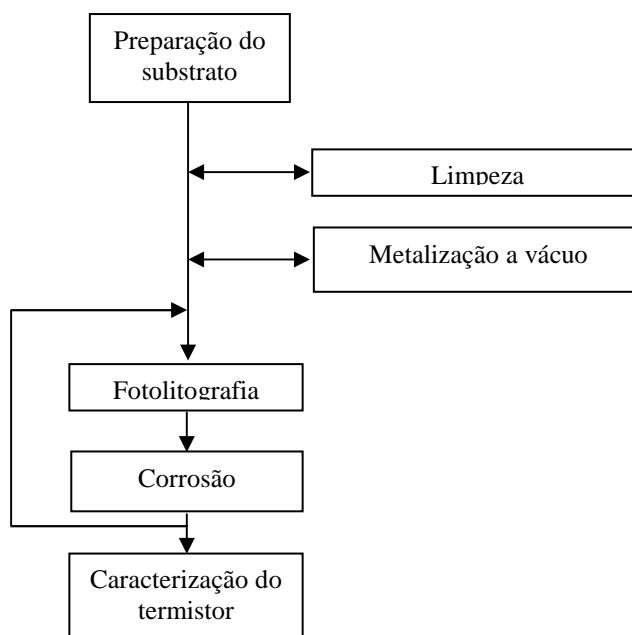 Preparação do
substrato
Limpeza
Metalização a vácuo
Fotolitografia
Corrosão
Caracterização do
termistor